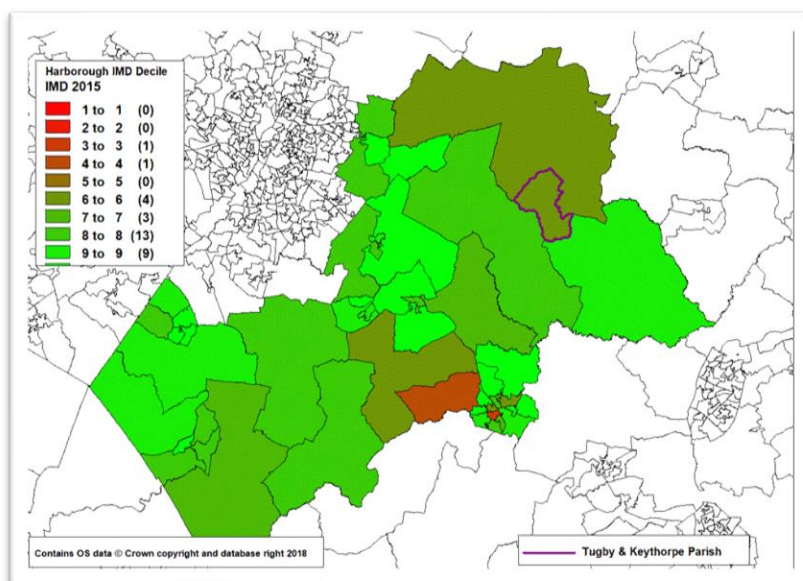 Harborough IMD Decile
IMD 2015
1 to 1 (0)
2 to 2 (0)
3 to 3 (1)
4 to 4 (1)
5 to 5 (0)
6 to 6 (4)
7 to 7 (3)
8 to 8 (13)
9 to 9 (9)
Contains OS data © Crown copyright and database right 2018
Tugby & Keythorpe Parish